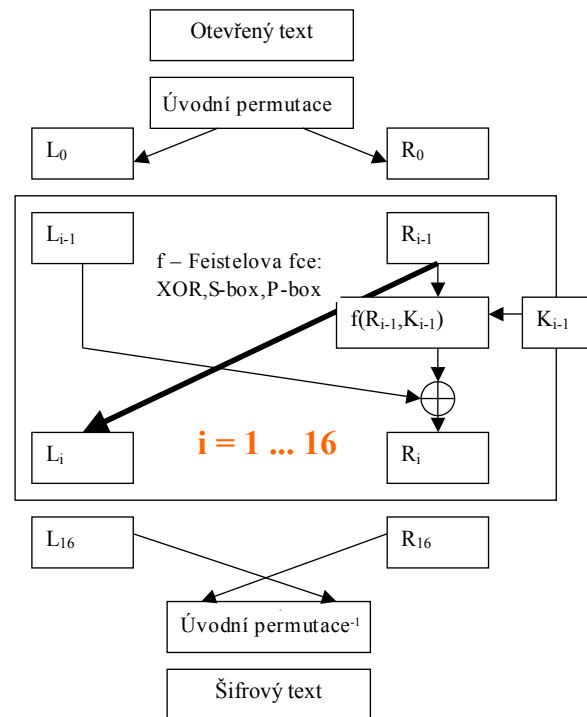 Otevřený text
Úvodní permutace
L₀
R₀
Lᵢ₋₁
Rᵢ₋₁
f – Feistelova fce:
XOR,S-box,P-box
f(Rᵢ₋₁,Kᵢ₋₁)
Kᵢ₋₁
i = 1 ... 16
Lᵢ
Rᵢ
L₁₆
R₁₆
Úvodní permutace⁻¹
Šifrový text